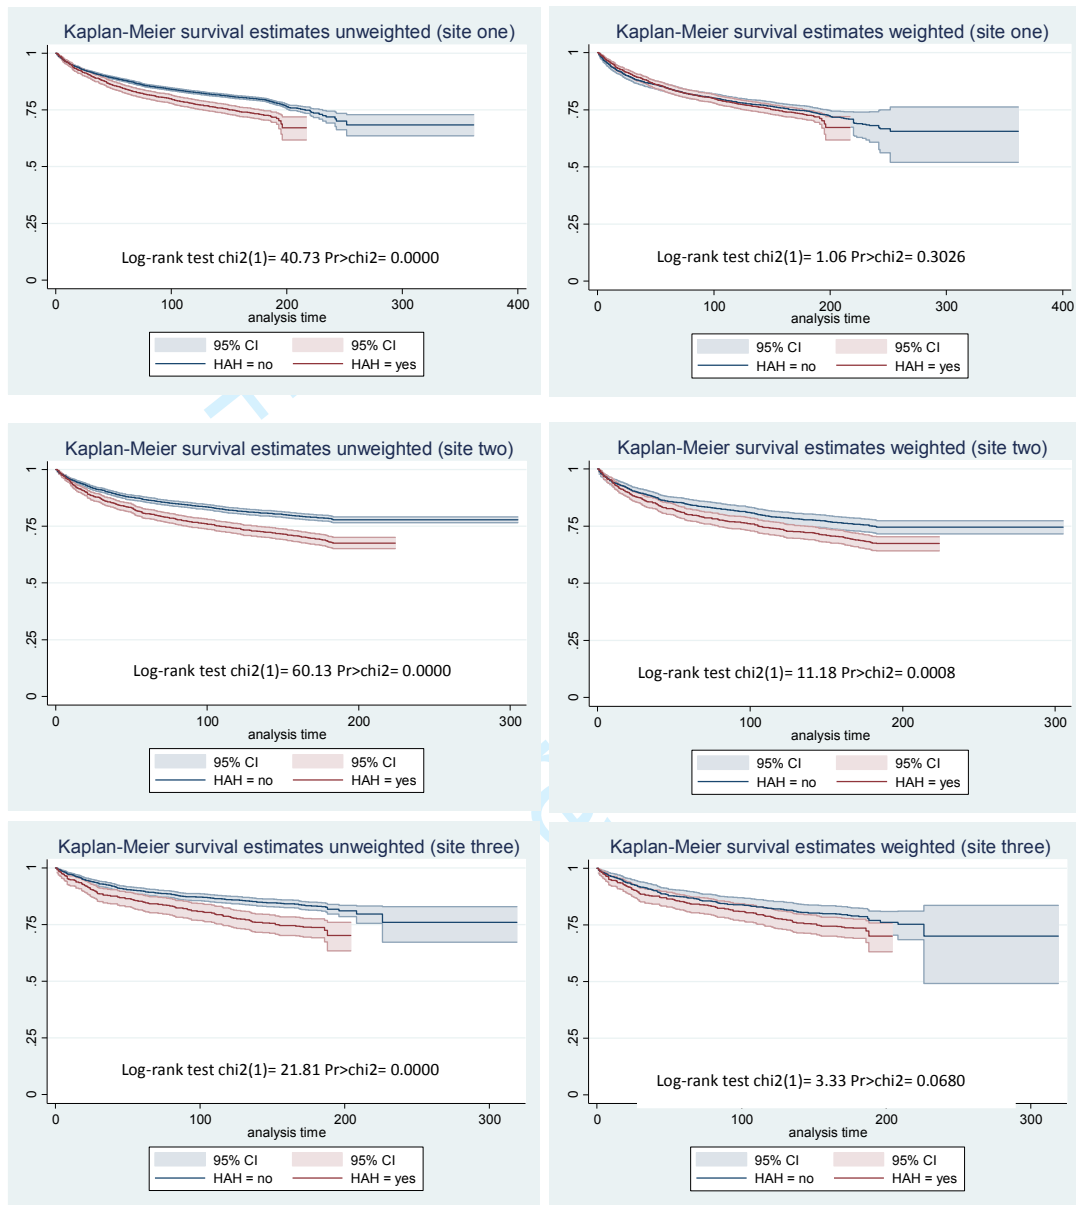 Kaplan-Meier survival estimates unweighted (site one)
1
.75
.5
.25
0
Log-rank test chi2(1)= 40.73 Pr>chi2= 0.0000
0 100 200 300 400
analysis time
95% CI 95% CI
HAH = no HAH = yes
Kaplan-Meier survival estimates weighted (site one)
1
.75
.5
.25
0
Log-rank test chi2(1)= 1.06 Pr>chi2= 0.3026
0 100 200 300 400
analysis time
95% CI 95% CI
HAH = no HAH = yes
Kaplan-Meier survival estimates unweighted (site two)
1
.75
.5
.25
0
Log-rank test chi2(1)= 60.13 Pr>chi2= 0.0000
0 100 200 300
analysis time
95% CI 95% CI
HAH = no HAH = yes
Kaplan-Meier survival estimates weighted (site two)
1
.75
.5
.25
0
Log-rank test chi2(1)= 11.18 Pr>chi2= 0.0008
0 100 200 300
analysis time
95% CI 95% CI
HAH = no HAH = yes
Kaplan-Meier survival estimates unweighted (site three)
1
.75
.5
.25
0
Log-rank test chi2(1)= 21.81 Pr>chi2= 0.0000
0 100 200 300
analysis time
95% CI 95% CI
HAH = no HAH = yes
Kaplan-Meier survival estimates weighted (site three)
1
.75
.5
.25
0
Log-rank test chi2(1)= 3.33 Pr>chi2= 0.0680
0 100 200 300
analysis time
95% CI 95% CI
HAH = no HAH = yes